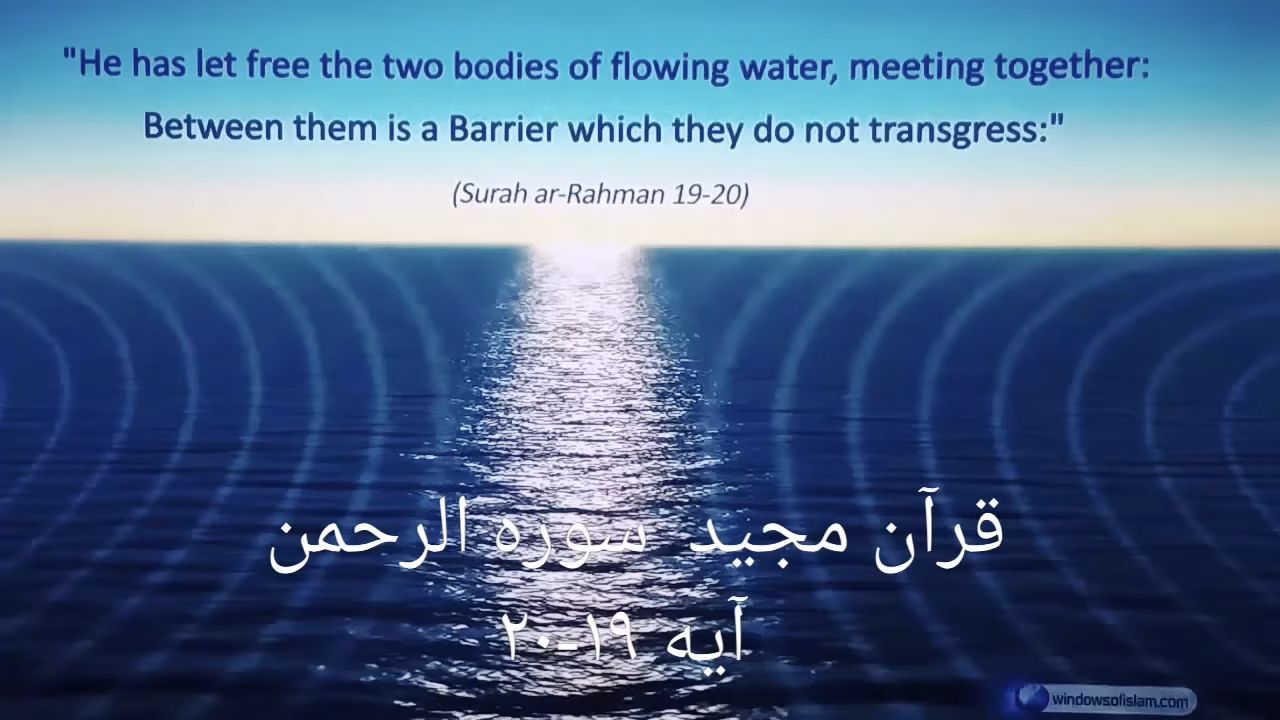 "He has let free the two bodies of flowing water, meeting together:
Between them is a Barrier which they do not transgress:"
(Surah ar-Rahman 19-20)
قرآن مجید سوره الرحمن
آیه ۱۹-۲۰
windowsofislam.com